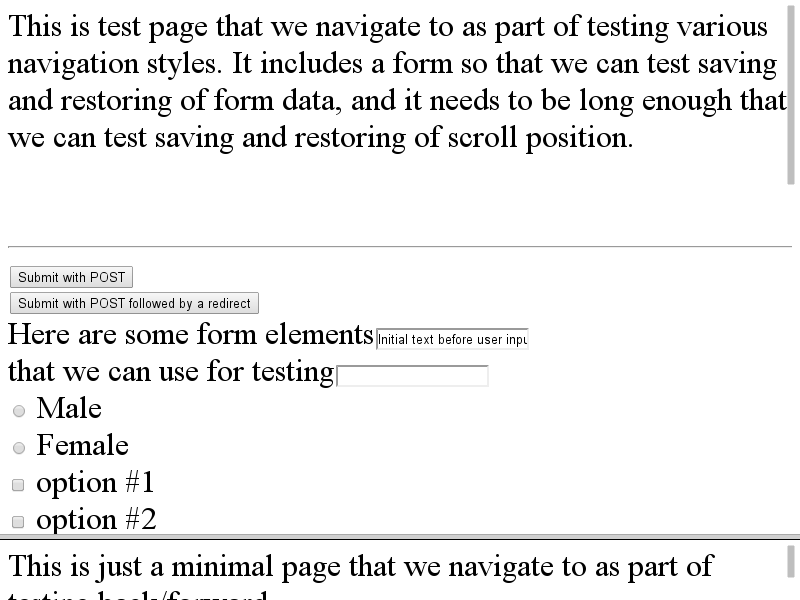 This is test page that we navigate to as part of testing various
navigation styles. It includes a form so that we can test saving
and restoring of form data, and it needs to be long enough that
we can test saving and restoring of scroll position.
Submit with POST
Submit with POST followed by a redirect
Here are some form elements Initial text before user inpu
that we can use for testing
Male
Female
option #1
option #2
This is just a minimal page that we navigate to as part of
testing back/forward